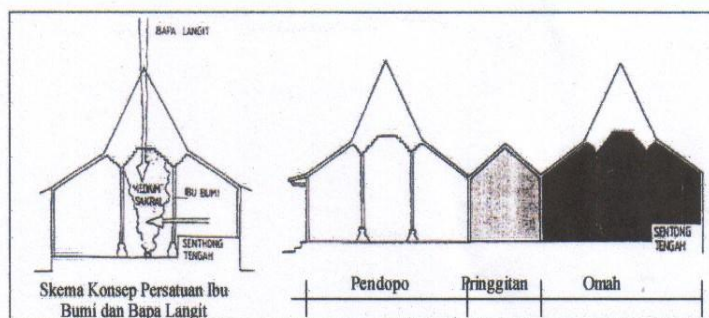 BAPA LANGIT
MEDIUM
SAKRAL
IBU BUMI
SENTHONG
TENGAH
Skema Konsep Persatuan Ibu
Bumi dan Bapa Langit
SENTONG
TENGAH
Pendopo
Pringgitan
Omah